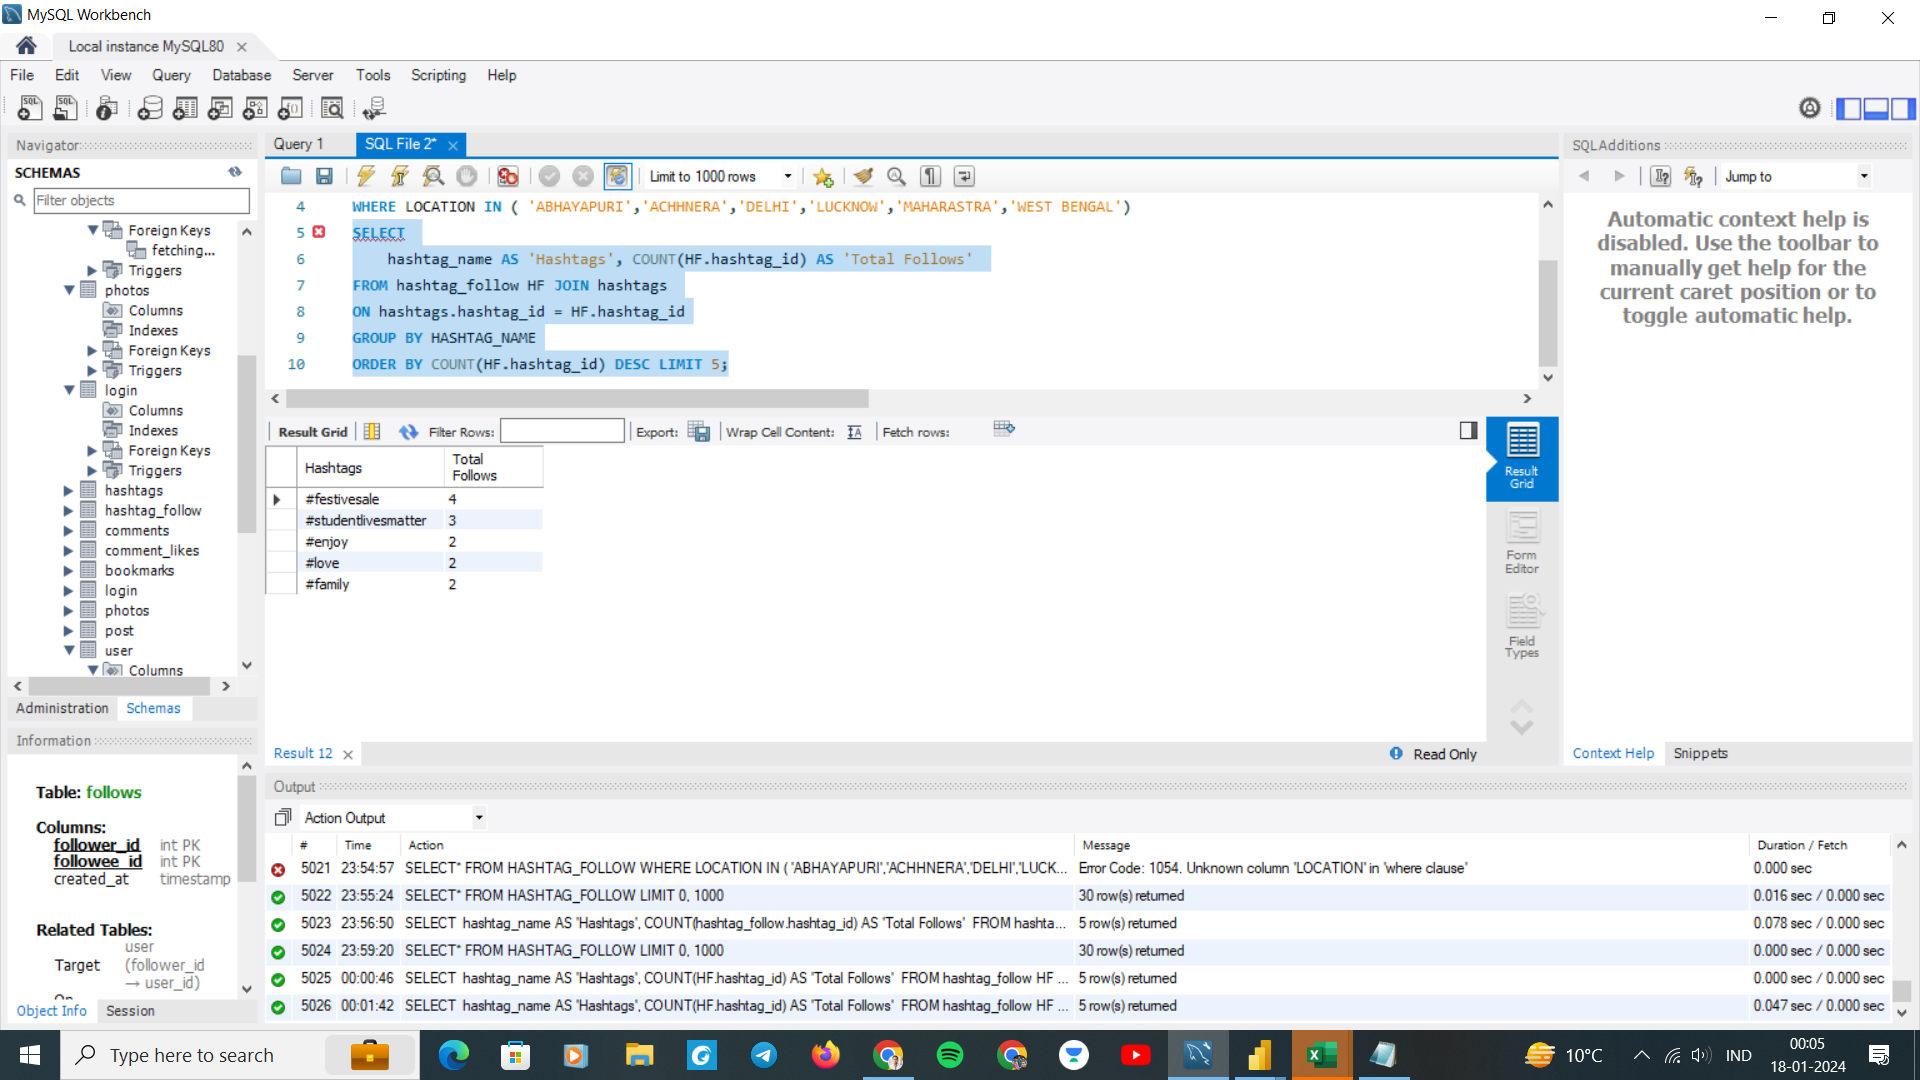 MySQL Workbench
Local instance MySQL80
File Edit View Query Database Server Tools Scripting Help
Navigator
SCHEMAS
Filter objects
Foreign Keys
fetching...
Triggers
photos
Columns
Indexes
Foreign Keys
Triggers
login
Columns
Indexes
Foreign Keys
Triggers
hashtags
hashtag_follow
comments
comment_likes
bookmarks
login
photos
post
user
Columns
Administration Schemas
Information
Table: follows
Columns:
follower_id int PK
followee_id int PK
created_at timestamp
Related Tables:
user
Target (follower_id
→ user_id)
Object Info Session
Query 1 SQL File 2*
Limit to 1000 rows
4 WHERE LOCATION IN ( 'ABHAYAPURI','ACHHNERA','DELHI','LUCKNOW','MAHARASTRA','WEST BENGAL')
5 SELECT
6 hashtag_name AS 'Hashtags', COUNT(HF.hashtag_id) AS 'Total Follows'
7 FROM hashtag_follow HF JOIN hashtags
8 ON hashtags.hashtag_id = HF.hashtag_id
9 GROUP BY HASHTAG_NAME
10 ORDER BY COUNT(HF.hashtag_id) DESC LIMIT 5;
Result Grid Filter Rows: Export: Wrap Cell Content: Fetch rows:
Hashtags Total Follows
#festivesale 4
#studentlivesmatter 3
#enjoy 2
#love 2
#family 2
Result Grid
Form Editor
Field Types
Result 12
Read Only
SQLAdditions
Jump to
Automatic context help is
disabled. Use the toolbar to
manually get help for the
current caret position or to
toggle automatic help.
Context Help Snippets
Output
Action Output
# Time Action Message Duration / Fetch
5021 23:54:57 SELECT* FROM HASHTAG_FOLLOW WHERE LOCATION IN ( 'ABHAYAPURI','ACHHNERA','DELHI','LUCK... Error Code: 1054. Unknown column 'LOCATION' in 'where clause' 0.000 sec
5022 23:55:24 SELECT* FROM HASHTAG_FOLLOW LIMIT 0, 1000 30 row(s) returned 0.016 sec / 0.000 sec
5023 23:56:50 SELECT hashtag_name AS 'Hashtags', COUNT(hashtag_follow.hashtag_id) AS 'Total Follows' FROM hashta... 5 row(s) returned 0.078 sec / 0.000 sec
5024 23:59:20 SELECT* FROM HASHTAG_FOLLOW LIMIT 0, 1000 30 row(s) returned 0.000 sec / 0.000 sec
5025 00:00:46 SELECT hashtag_name AS 'Hashtags', COUNT(HF.hashtag_id) AS 'Total Follows' FROM hashtag_follow HF ... 5 row(s) returned 0.000 sec / 0.000 sec
5026 00:01:42 SELECT hashtag_name AS 'Hashtags', COUNT(HF.hashtag_id) AS 'Total Follows' FROM hashtag_follow HF ... 5 row(s) returned 0.047 sec / 0.000 sec
Type here to search
10°C
IND
00:05
18-01-2024